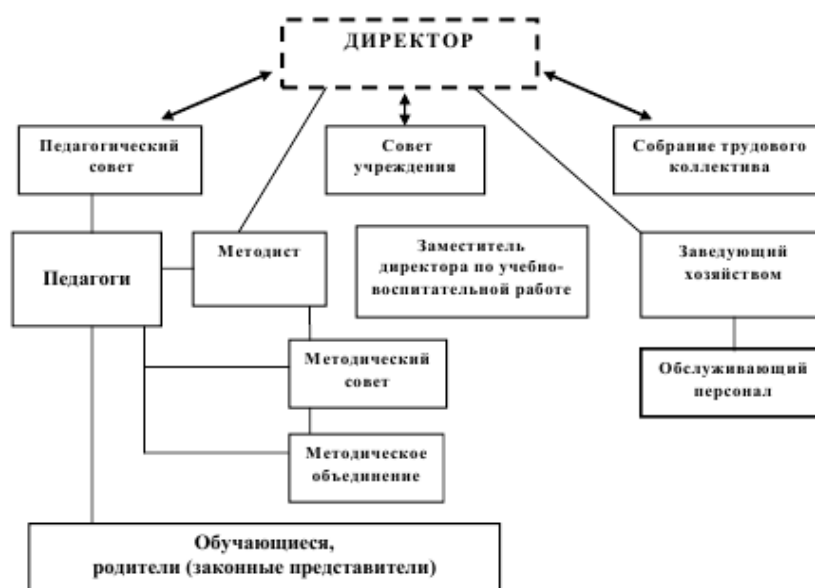 ДИРЕКТОР
Педагогический
совет
Совет
учреждения
Собрание трудового
коллектива
Педагоги
Методист
Заместитель
директора по учебно-
воспитательной работе
Заведующий
хозяйством
Методический
совет
Обслуживающий
персонал
Методическое
объединение
Обучающиеся,
родители (законные представители)